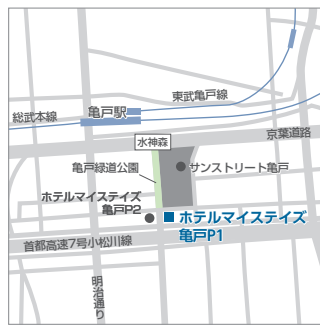 東武亀戸線
亀戸駅
総武本線
京葉道路
水神森
亀戸緑道公園
サンストリート亀戸
ホテルマイステイズ
亀戸P2
ホテルマイステイズ
亀戸P1
首都高速7号小松川線
明治通り